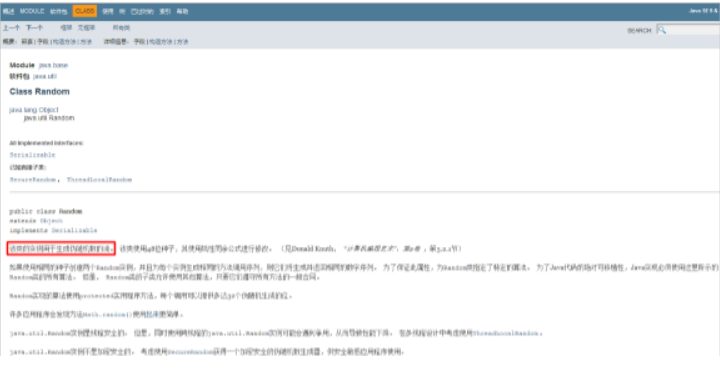 概述 MODULE 软件包 CLASS 使用 树 已过时的 索引 帮助
Java SE 9 &
上一个 下一个 框架 无框架 所有类
SEARCH:
概要: 嵌套 | 字段 | 构造方法 | 方法 详细信息: 字段 | 构造方法 | 方法
Module java.base
软件包 java.util
Class Random
java.lang.Object
java.util.Random
All Implemented Interfaces:
Serializable
已知直接子类:
SecureRandom, ThreadLocalRandom
public class Random
extends Object
implements Serializable
该类的实例用于生成伪随机数的流。 该类使用48位种子,其使用线性同余公式进行修改。 (见Donald Knuth, “计算机编程艺术”,第2卷 ,第3.2.1节)
如果使用相同的种子创建两个Random实例,并且为每个实例生成相同的方法调用序列,则它们将生成并返回相同的数字序列。 为了保证此属性,为Random类指定了特定的算法。 为了Java代码的绝对可移植性,Java实现必须使用这里所示的
Random类的所有算法。 但是, Random类的子类允许使用其他算法,只要它们遵守所有方法的一般合同。
Random实现的算法使用protected实用程序方法,每个调用可以提供多达32个伪随机生成的位。
许多应用程序会发现方法Math.random()使用起来更简单。
java.util.Random实例是线程安全的。 但是,同时使用跨线程的java.util.Random实例可能会遇到争用,从而导致性能下降。 在多线程设计中考虑使用ThreadLocalRandom 。
java.util.Random实例不是加密安全的。 考虑使用SecureRandom获得一个加密安全的伪随机数生成器,供安全敏感应用程序使用。